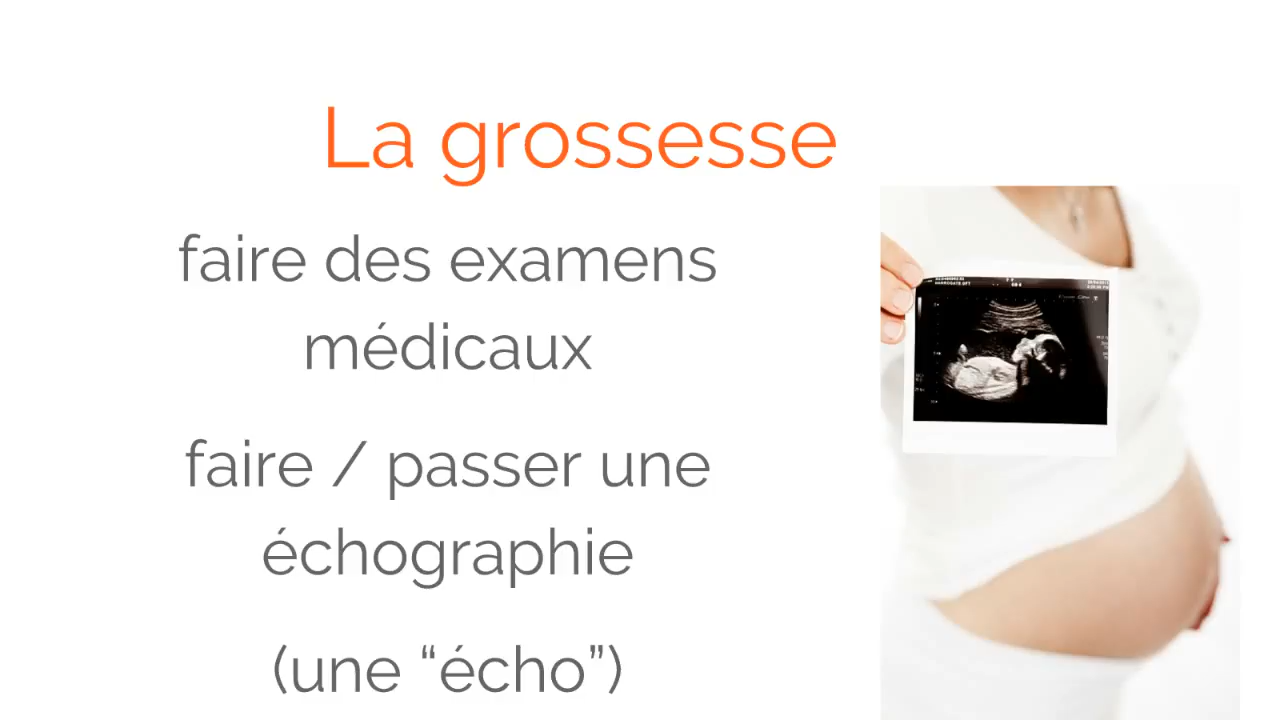 La grossesse
faire des examens
médicaux
faire / passer une
échographie
(une “écho”)